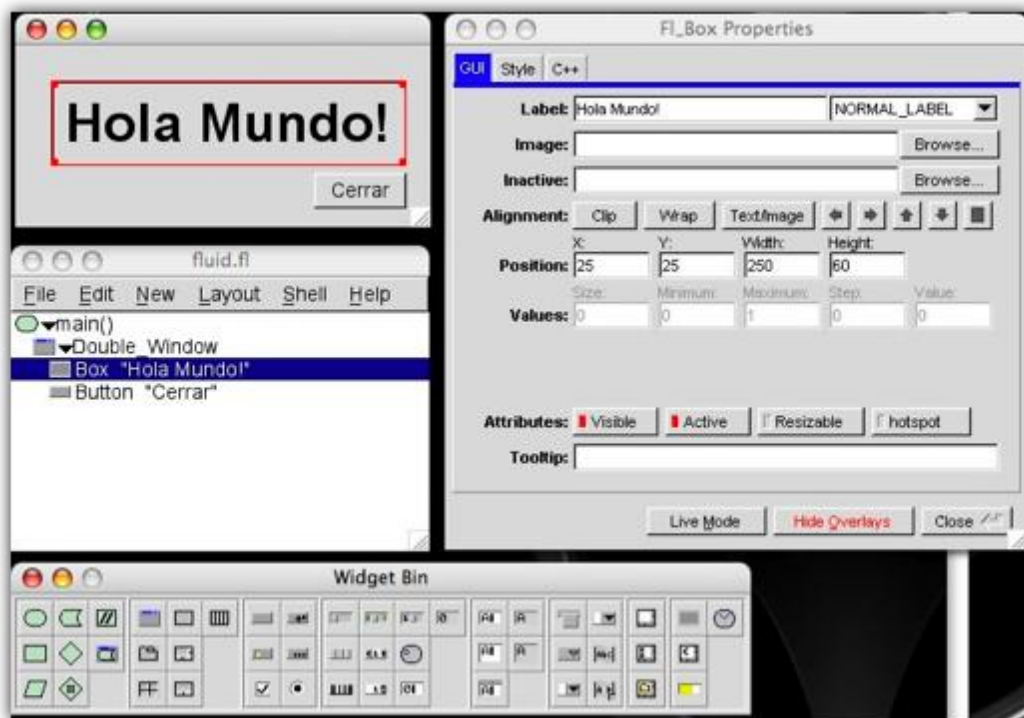 Hola Mundo!
Cerrar
fluid.fl
File Edit New Layout Shell Help
main()
Double_Window
Box "Hola Mundo!"
Button "Cerrar"
Fl_Box Properties
GUI Style C++
Label: Hola Mundo! NORMAL_LABEL
Image: Browse...
Inactive: Browse...
Alignment: Clip Wrap Text/Image
X: Y: Width: Height:
Position: 25 25 250 60
Size: Minimum: Maximum: Step: Value:
Values: 0 0 1 0 0
Attributes: Visible Active Resizable hotspot
Tooltip:
Live Mode Hide Overlays Close
Widget Bin